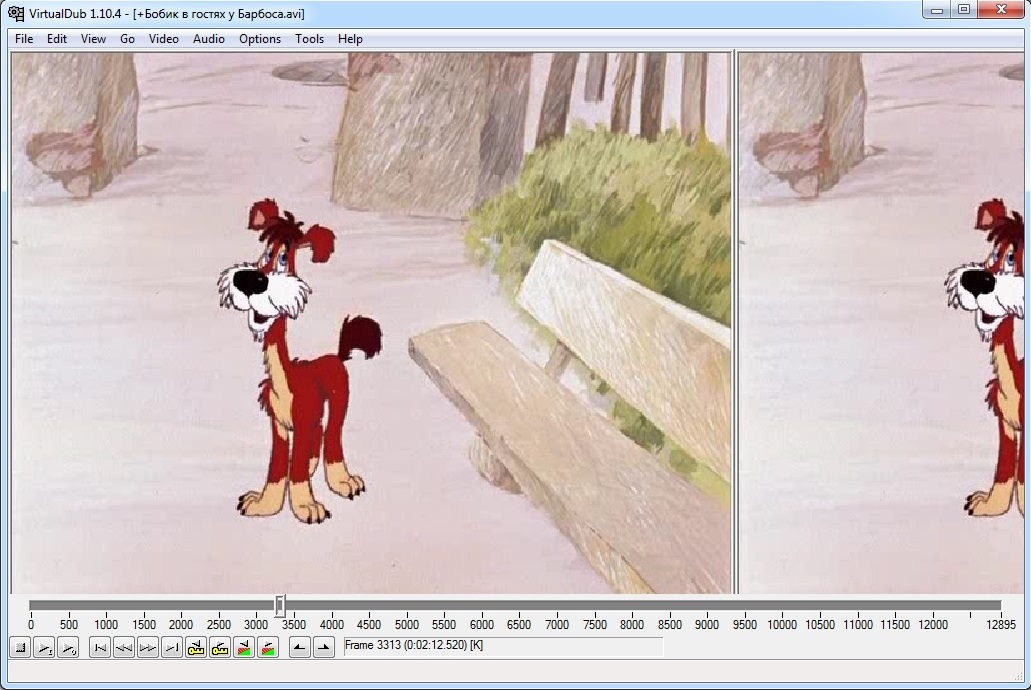 VirtualDub 1.10.4 - [+Бобик в гостях у Барбоса.avi]
File Edit View Go Video Audio Options Tools Help
0 500 1000 1500 2000 2500 3000 3500 4000 4500 5000 5500 6000 6500 7000 7500 8000 8500 9000 9500 10000 10500 11000 11500 12000 12895
Frame 3313 (0:02:12.520) [K]